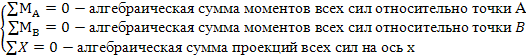 ∑M_A = 0 − алгебраическая сумма моментов всех сил относительно точки А
∑M_B = 0 − алгебраическая сумма моментов всех сил относительно точки B
∑X = 0 − алгебраическая сумма проекций всех сил на ось х